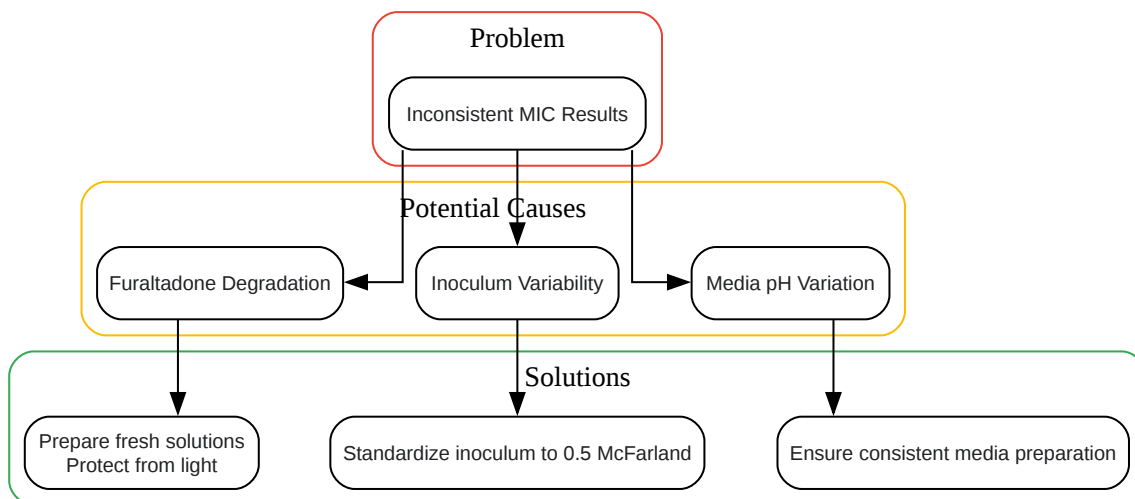 Problem
Inconsistent MIC Results
Potential Causes
Furaltadone Degradation
Inoculum Variability
Media pH Variation
Solutions
Prepare fresh solutions
Protect from light
Standardize inoculum to 0.5 McFarland
Ensure consistent media preparation